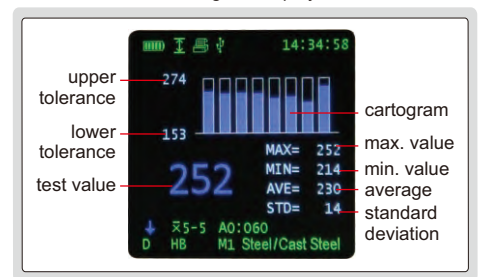 14:34:58
upper tolerance
274
cartogram
lower tolerance
153
MAX= 252
max. value
test value
252
MIN= 214
min. value
AVE= 230
average
STD= 14
standard deviation
x̅5-5 A0:060
D HB M1 Steel/Cast Steel